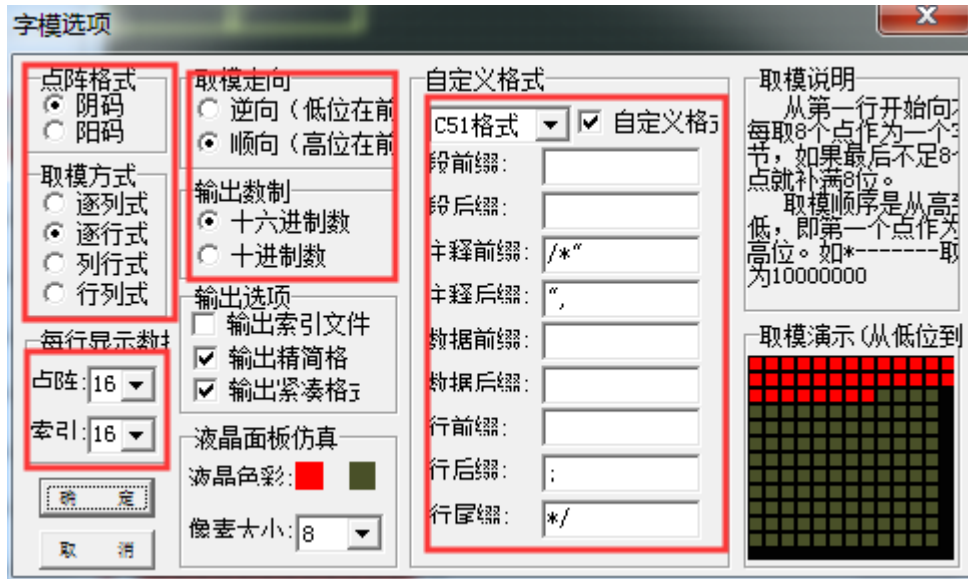 字模选项
点阵格式
阴码
阳码
取模方式
逐列式
逐行式
列行式
行列式
每行显示数据
点阵:16
索引:16
确 定
取 消
取模走向
逆向（低位在前
顺向（高位在前
输出数制
十六进制数
十进制数
输出选项
输出索引文件
输出精简格
输出紧凑格式
液晶面板仿真
液晶色彩:
像素大小:8
自定义格式
C51格式
自定义格式
段前缀:
段后缀:
注释前缀: /*“
注释后缀: “,
数据前缀:
数据后缀:
行前缀:
行后缀: ;
行尾缀: */
取模说明
从第一行开始向
每取8个点作为一个
节，如果最后不足8
点就补满8位。
取模顺序是从高
低，即第一个点作为
高位。如*-------取
为10000000
取模演示(从低位到